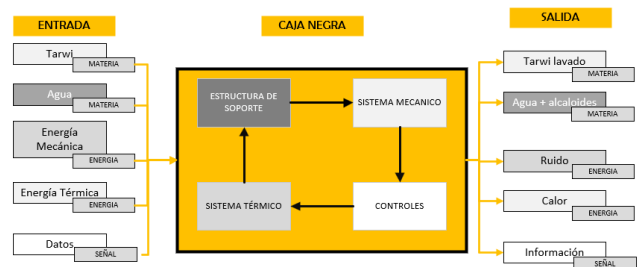 ENTRADA
CAJA NEGRA
SALIDA
Tarwi
MATERIA
Agua
MATERIA
Energía
Mecánica
ENERGIA
Energía Térmica
ENERGIA
Datos
SEÑAL
ESTRUCTURA DE
SOPORTE
SISTEMA MECANICO
SISTEMA TÉRMICO
CONTROLES
Tarwi lavado
MATERIA
Agua + alcaloides
MATERIA
Ruido
ENERGIA
Calor
ENERGIA
Información
SEÑAL